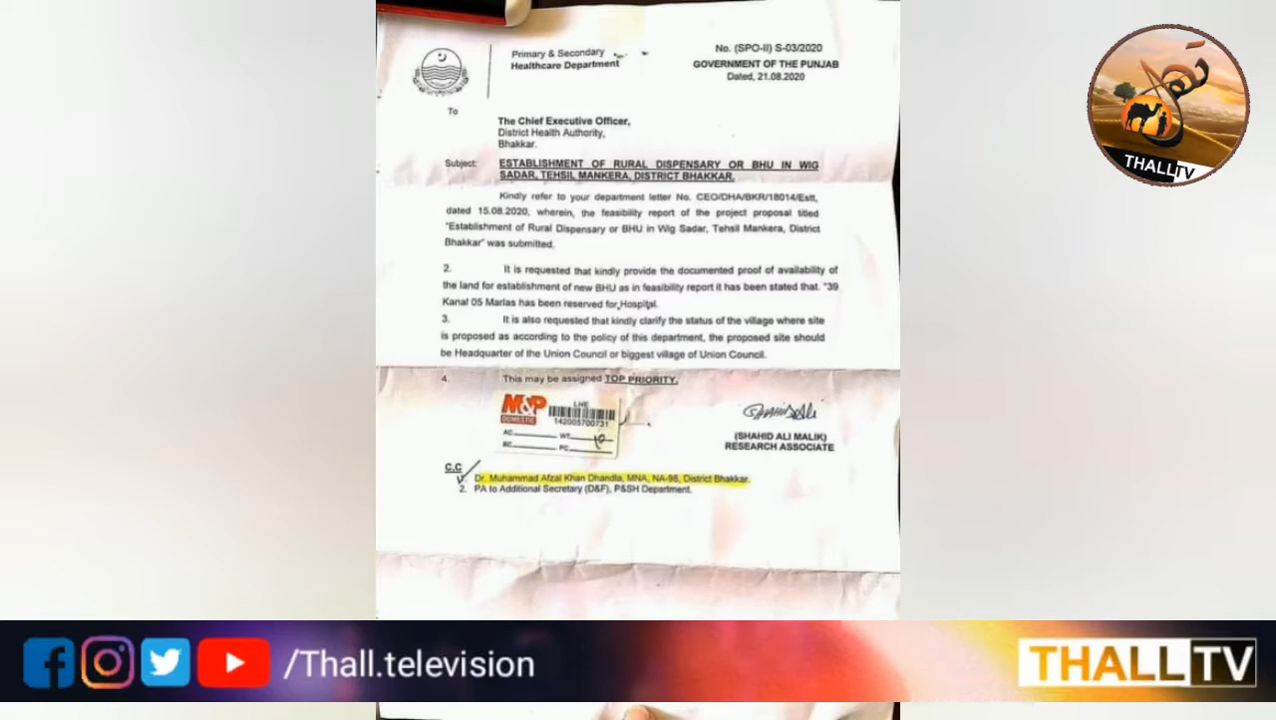 Primary & Secondary
Healthcare Department
No. (SPO-II) S-03/2020
GOVERNMENT OF THE PUNJAB
Dated, 21.08.2020
To
The Chief Executive Officer,
District Health Authority,
Bhakkar.
Subject: ESTABLISHMENT OF RURAL DISPENSARY OR BHU IN WIG
SADAR, TEHSIL MANKERA, DISTRICT BHAKKAR.
Kindly refer to your department letter No. CEO/DHA/BKR/18014/Estt,
dated 15.08.2020, wherein, the feasibility report of the project proposal titled
"Establishment of Rural Dispensary or BHU in Wig Sadar, Tehsil Mankera, District
Bhakkar" was submitted.
2. It is requested that kindly provide the documented proof of availability of
the land for establishment of new BHU as in feasibility report it has been stated that. "39
Kanal 05 Marlas has been reserved for Hospital.
3. It is also requested that kindly clarify the status of the village where site
is proposed as according to the policy of this department, the proposed site should
be Headquarter of the Union Council or biggest village of Union Council.
4. This may be assigned TOP PRIORITY.
M&P
DOMESTIC
LHE
142005700731
AC: WT:
BC: PC:
(SHAHID ALI MALIK)
RESEARCH ASSOCIATE
C.C
1. Dr. Muhammad Afzal Khan Dhandla, MNA, NA-98, District Bhakkar.
2. PA to Additional Secretary (D&F), P&SH Department.
تھل
THALL TV
/Thall.television
THALL TV